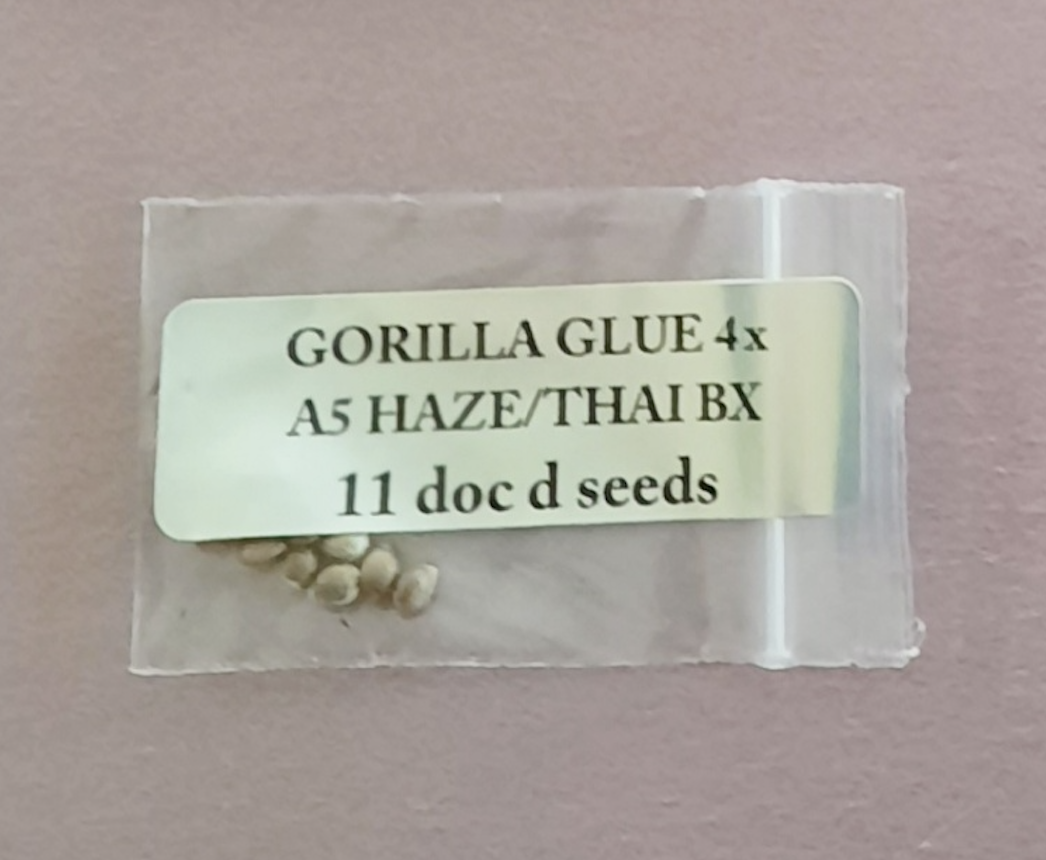 GORILLA GLUE 4x
A5 HAZE/THAI BX
11 doc d seeds